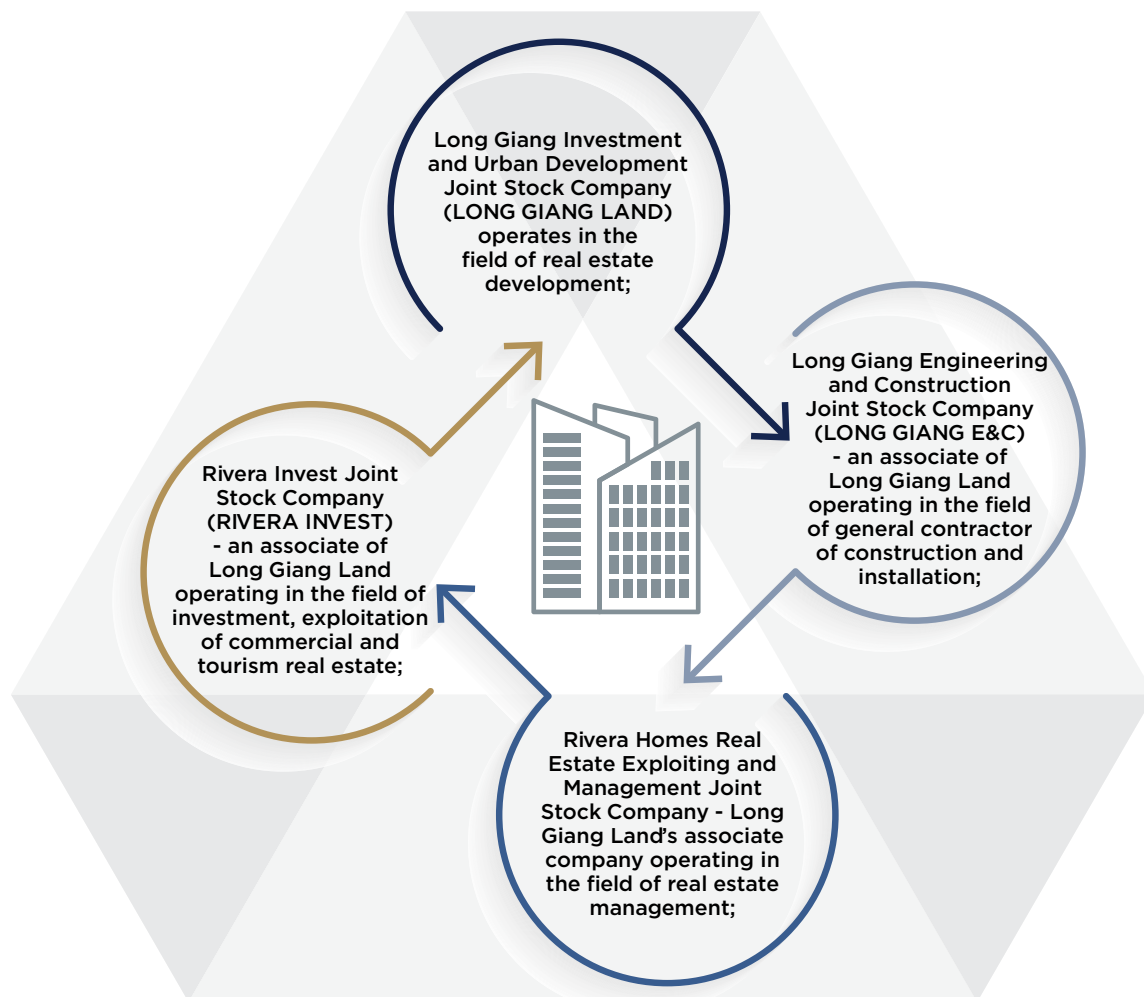 Long Giang Investment
and Urban Development
Joint Stock Company
(LONG GIANG LAND)
operates in the
field of real estate
development;
Long Giang Engineering
and Construction
Joint Stock Company
(LONG GIANG E&C)
- an associate of
Long Giang Land
operating in the field
of general contractor
of construction and
installation;
Rivera Homes Real
Estate Exploiting and
Management Joint
Stock Company - Long
Giang Land's associate
company operating in
the field of real estate
management;
Rivera Invest Joint
Stock Company
(RIVERA INVEST)
- an associate of
Long Giang Land
operating in the field of
investment, exploitation
of commercial and
tourism real estate;